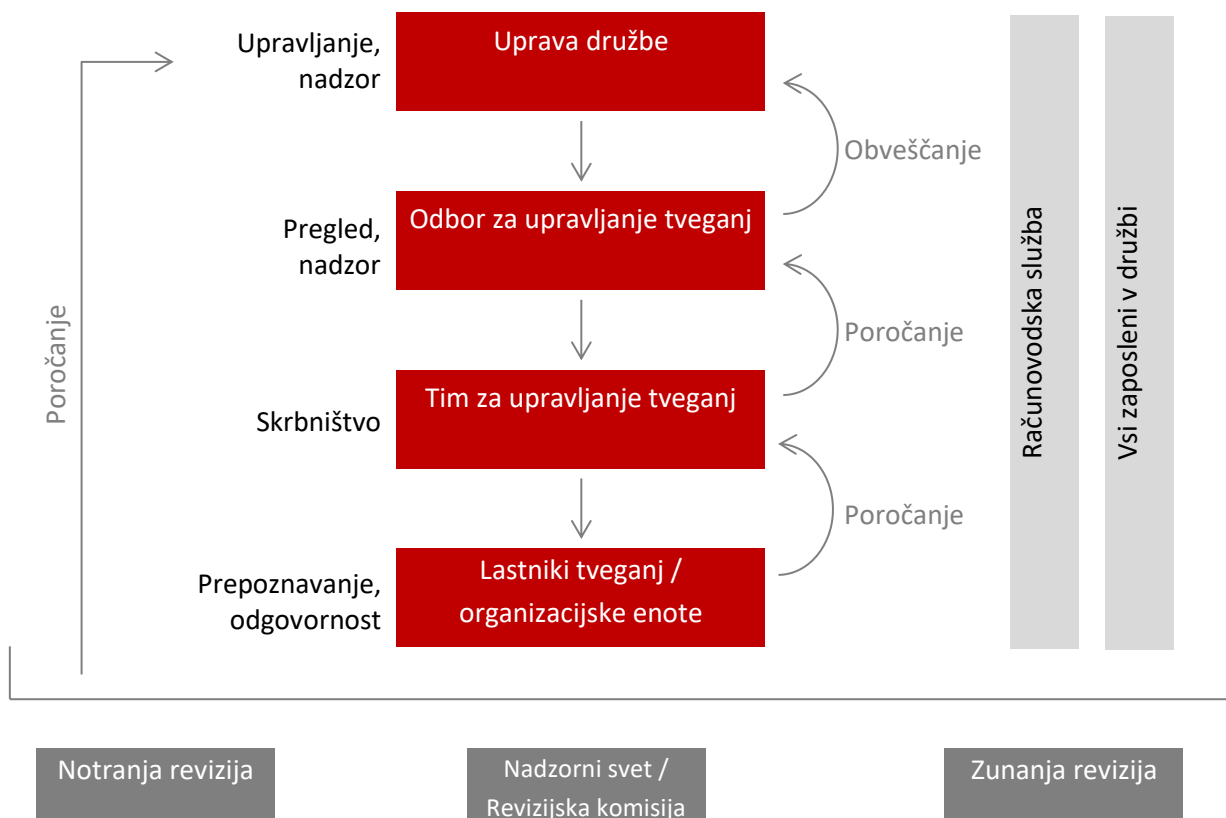 Upravljanje,
nadzor
Uprava družbe
Obveščanje
Pregled,
nadzor
Odbor za upravljanje tveganj
Poročanje
Skrbništvo
Tim za upravljanje tveganj
Poročanje
Prepoznavanje,
odgovornost
Lastniki tveganj /
organizacijske enote
Poročanje
Računovodska služba
Vsi zaposleni v družbi
Notranja revizija
Nadzorni svet /
Revizijska komisija
Zunanja revizija